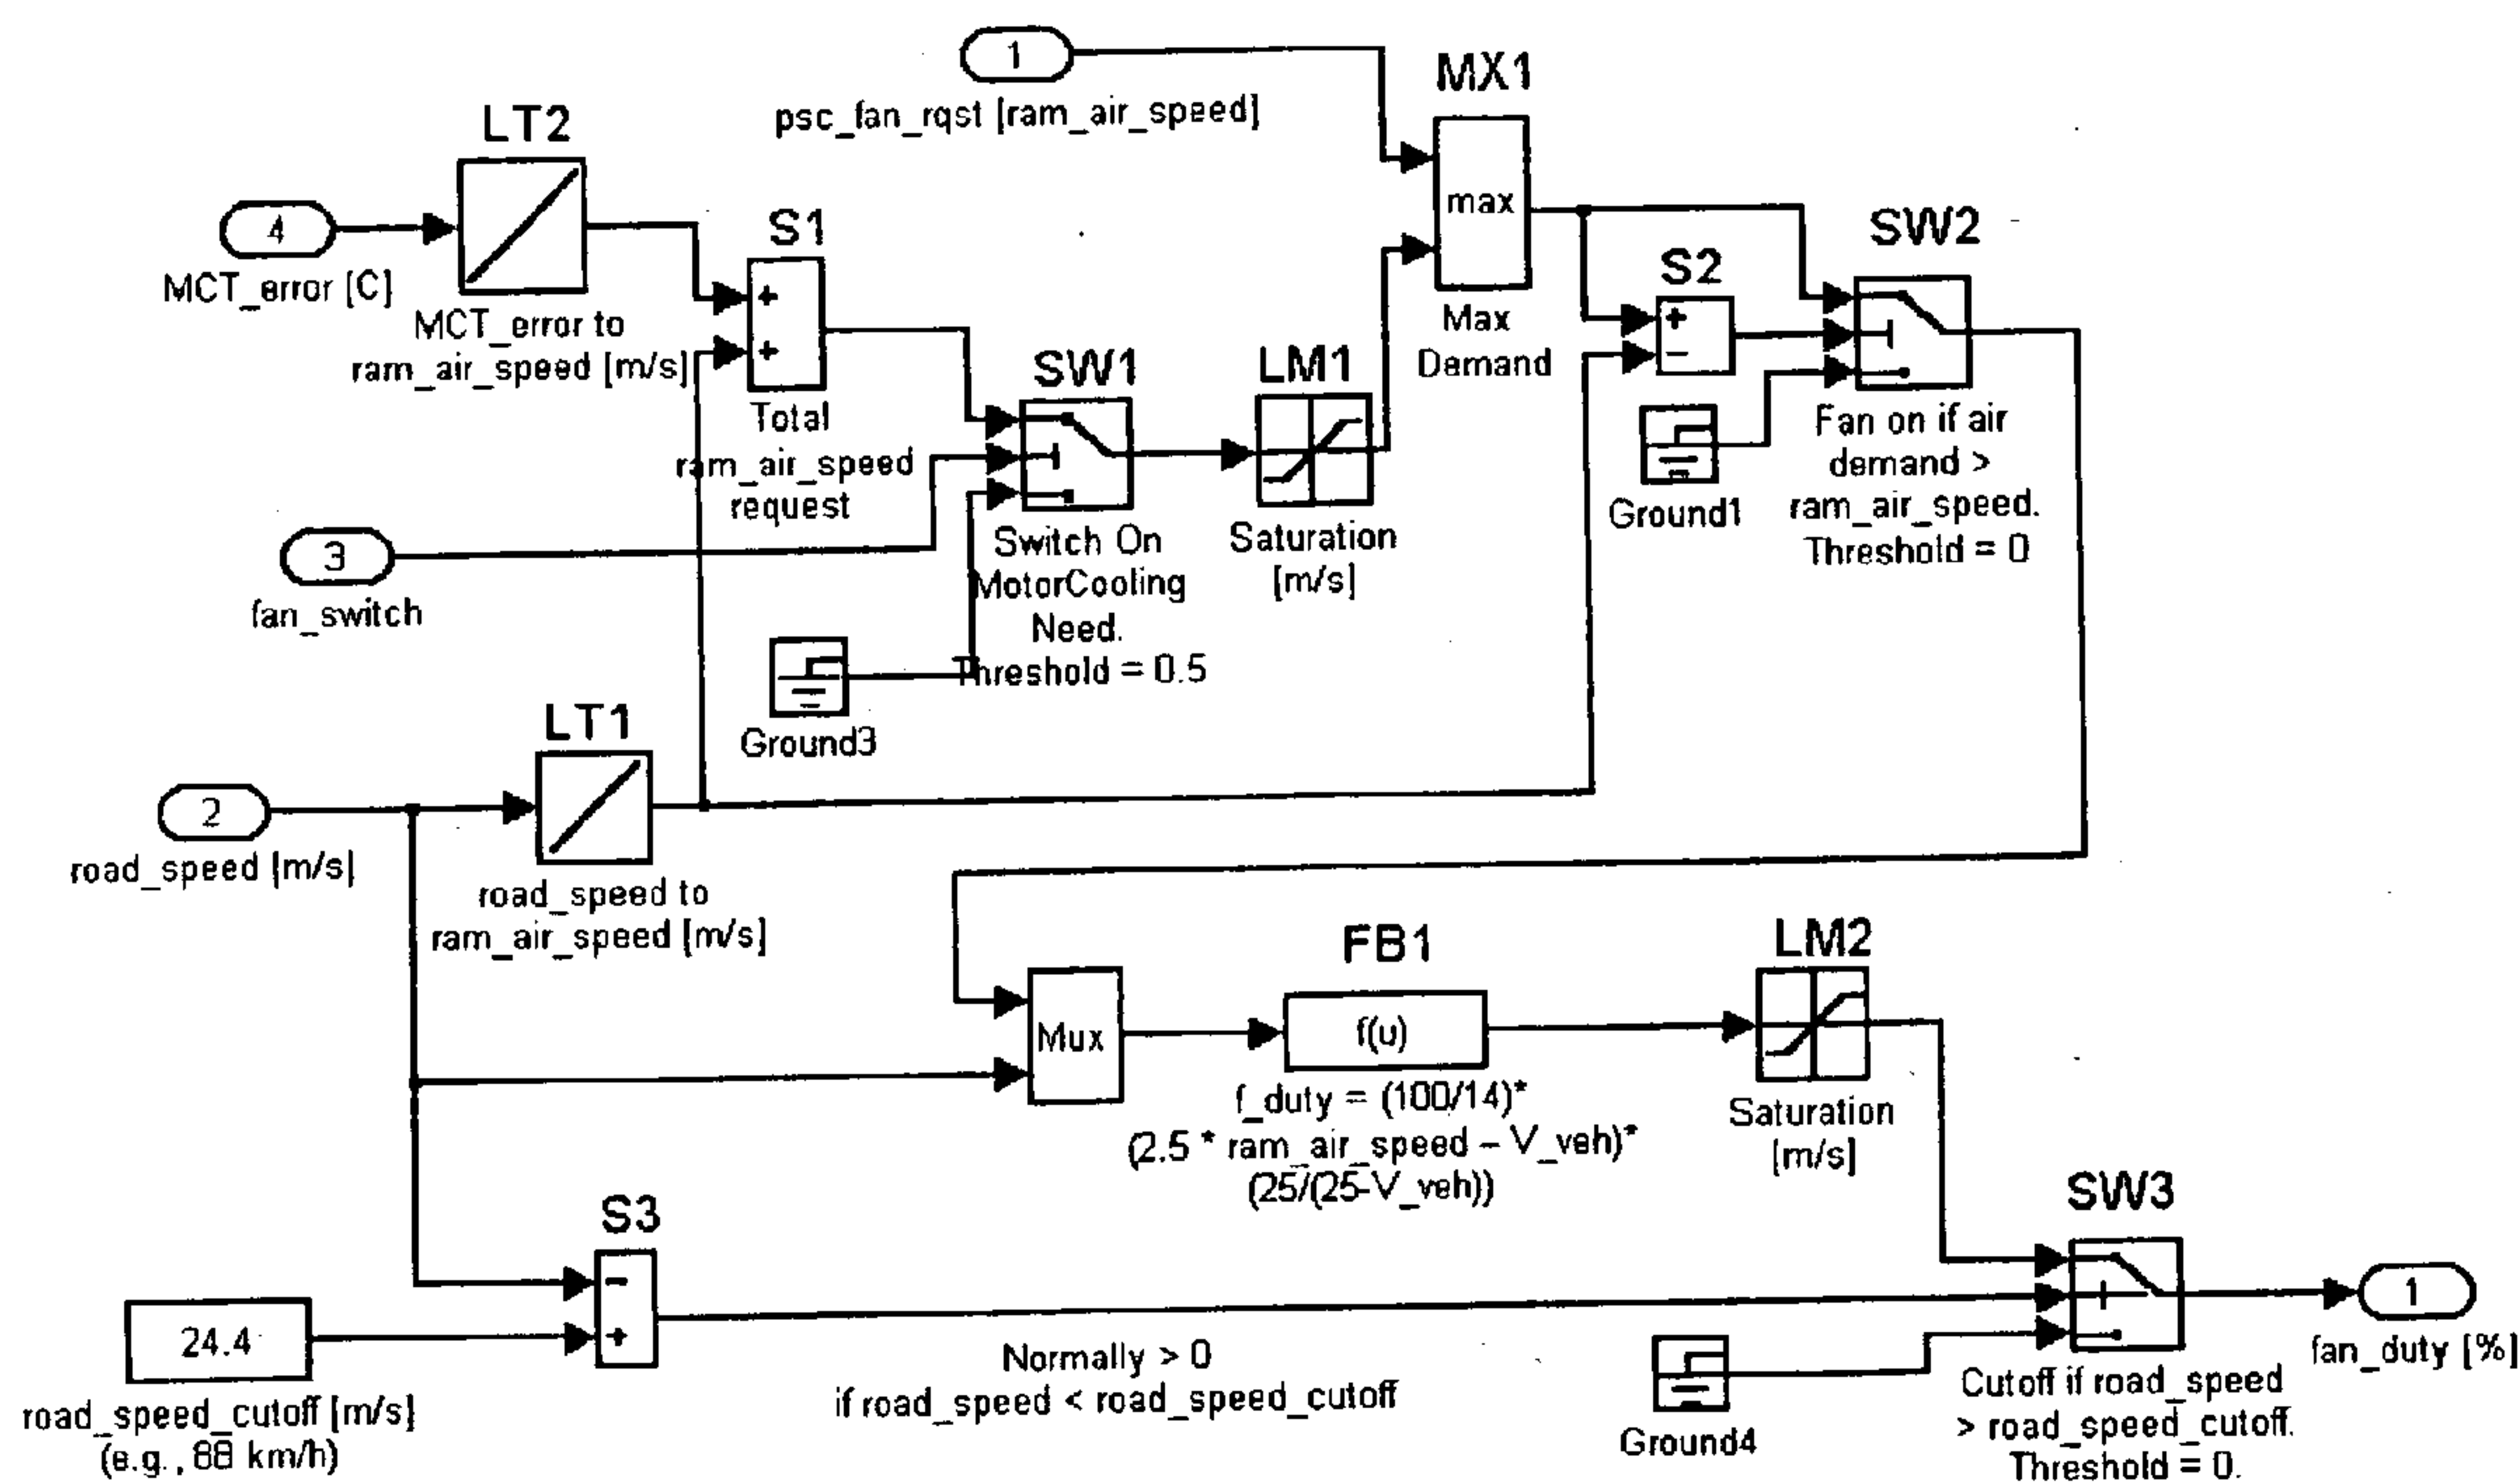 1
psc_fan_rqst [ram_air_speed]
MX1
max
Max
Demand
LT2
4
MCT_error [C]
MCT_error to
ram_air_speed [m/s]
S1
+
+
Total
ram_air_speed
request
SW1
Switch On
MotorCooling
Need.
Threshold = 0.5
LM1
Saturation
[m/s]
S2
+
–
SW2
Fan on if air
demand >
ram_air_speed.
Threshold = 0
Ground1
3
fan_switch
Ground3
LT1
2
road_speed [m/s]
road_speed to
ram_air_speed [m/s]
Mux
FB1
f(u)
f_duty = (100/14)*
(2.5 * ram_air_speed – V_veh)*
(25/(25-V_veh))
LM2
Saturation
[m/s]
S3
–
+
24.4
road_speed_cutoff [m/s]
(e.g., 88 km/h)
Normally > 0
if road_speed < road_speed_cutoff
Ground4
SW3
Cutoff if road_speed
> road_speed_cutoff.
Threshold = 0.
1
fan_duty [%]